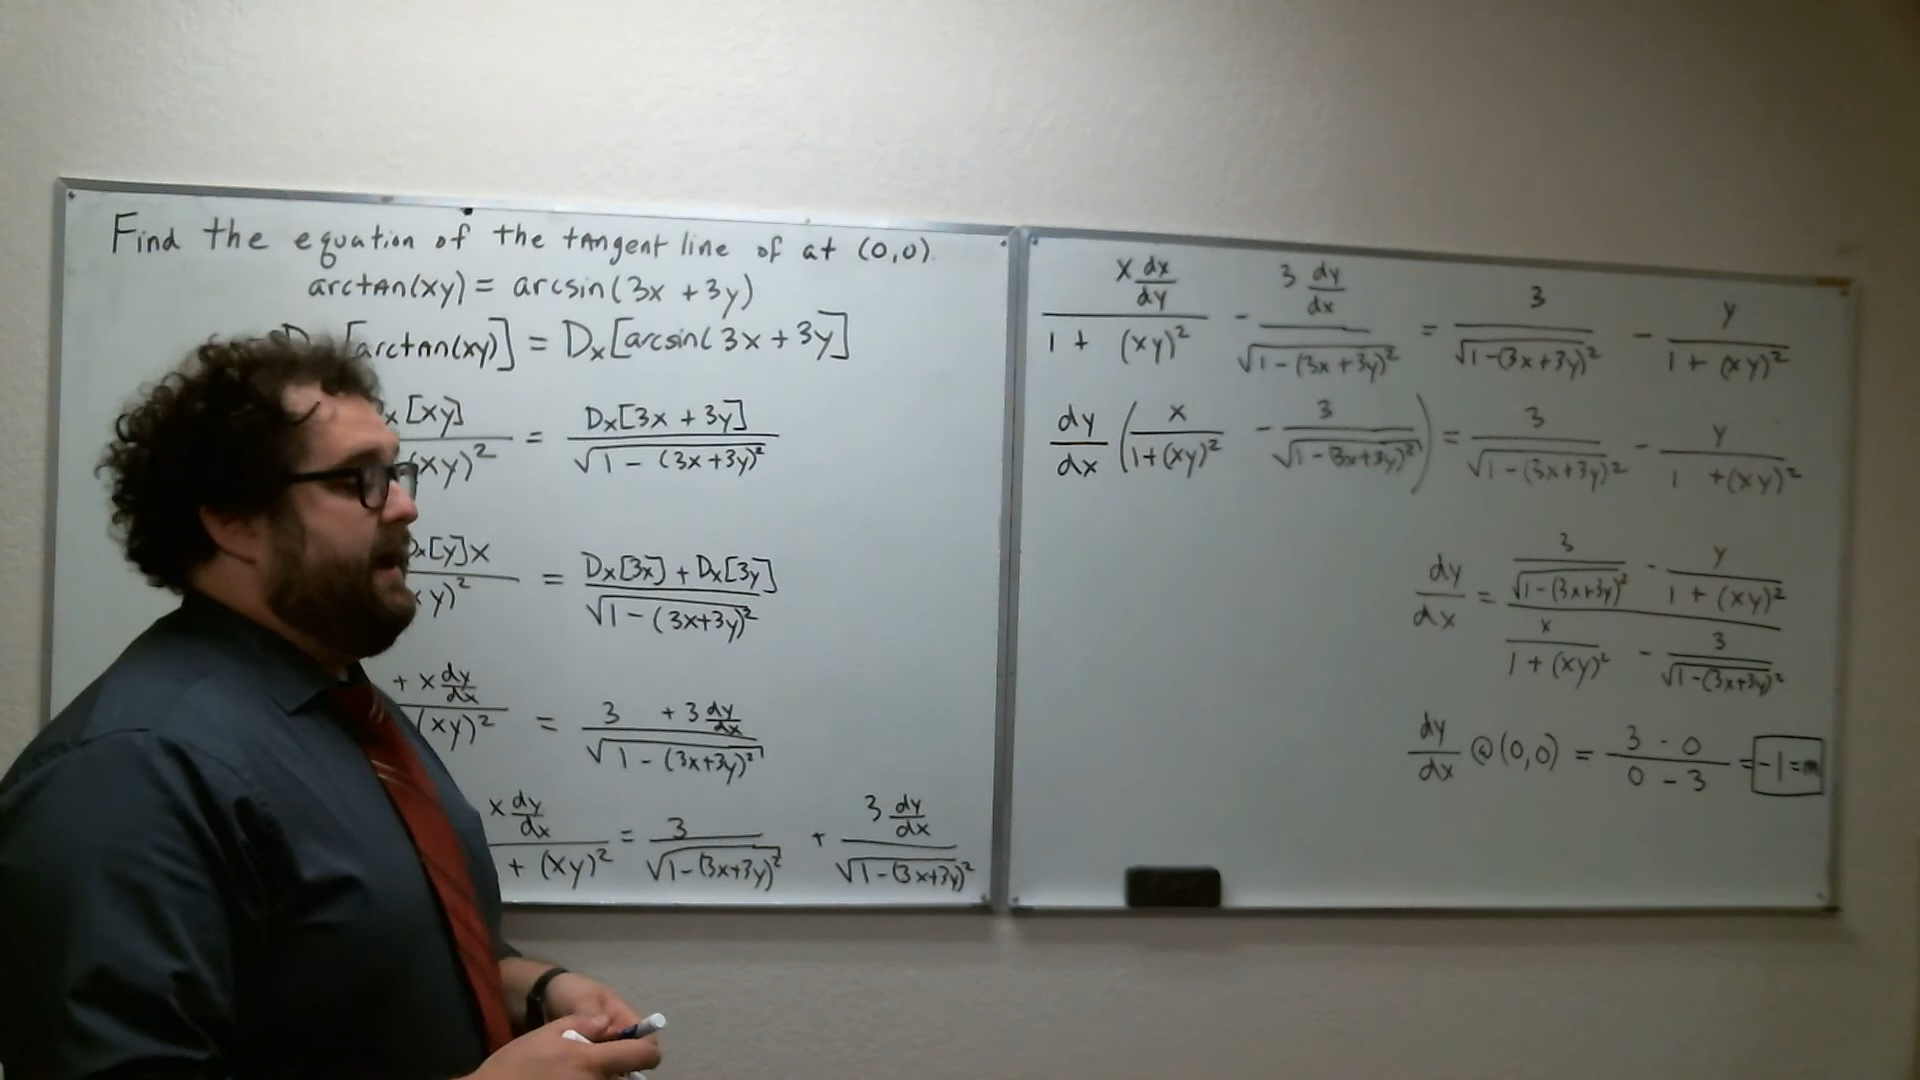 Find the equation of the tangent line of at (0,0).
arctan(xy) = arcsin(3x + 3y)
[arctan(xy)] = Dx[arcsin(3x + 3y]
x[xy] / (xy)² = Dx[3x + 3y] / √(1 - (3x+3y)²)
Dx[y]x / xy)² = Dx[3x] + Dx[3y] / √(1 - (3x+3y)²)
+ x dy/dx / (xy)² = 3 + 3 dy/dx / √(1 - (3x+3y)²)
x dy/dx / + (xy)² = 3 / √(1-(3x+3y)²) + 3 dy/dx / √(1-(3x+3y)²)
x dx/dy / 1 + (xy)² - 3 dy/dx / √(1-(3x+3y)²) = 3 / √(1-(3x+3y)²) - y / 1 + (xy)²
dy/dx (x / 1+(xy)² - 3 / √(1-(3x+3y)²)) = 3 / √(1-(3x+3y)²) - y / 1 + (xy)²
dy/dx = (3 / √(1-(3x+3y)²) - y / 1 + (xy)²) / (x / 1 + (xy)² - 3 / √(1-(3x+3y)²))
dy/dx @ (0,0) = 3 - 0 / 0 - 3 = -1 = m